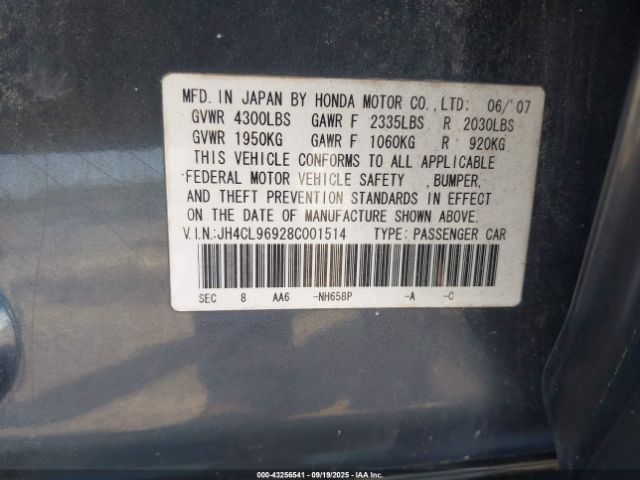 MFD. IN JAPAN BY HONDA MOTOR CO.,LTD: 06/'07
GVWR 4300LBS GAWR F 2335LBS R 2030LBS
GVWR 1950KG GAWR F 1060KG R 920KG
THIS VEHICLE CONFORMS TO ALL APPLICABLE
FEDERAL MOTOR VEHICLE SAFETY ,BUMPER,
AND THEFT PREVENTION STANDARDS IN EFFECT
ON THE DATE OF MANUFACTURE SHOWN ABOVE.
V.I.N.:JH4CL96928C001514 TYPE: PASSENGER CAR
SEC 8 AA6 -NH658P -A -C
000-43256541 - 09/19/2025 - IAAI.com